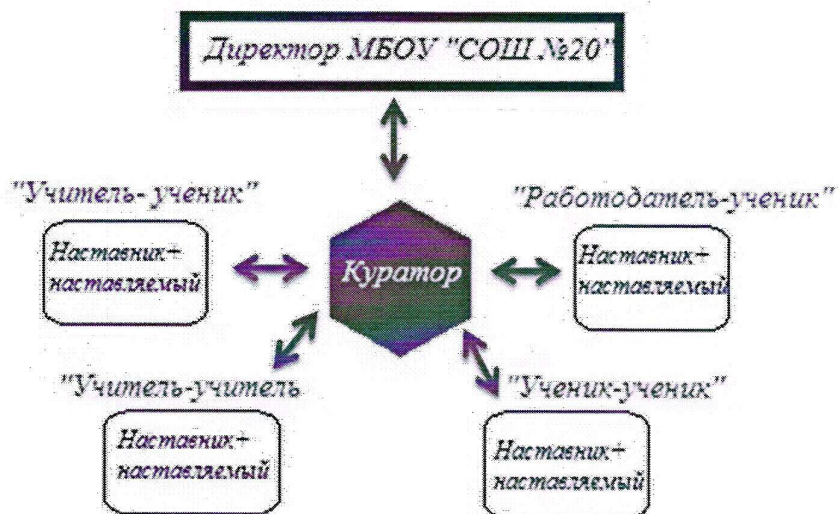 Директор МБОУ "СОШ №20"
"Учитель- ученик"
"Работодатель-ученик"
Наставник+
наставляемый
Куратор
Наставник+
наставляемый
"Учитель-учитель
"Ученик-ученик"
Наставник+
наставляемый
Наставник+
наставляемый